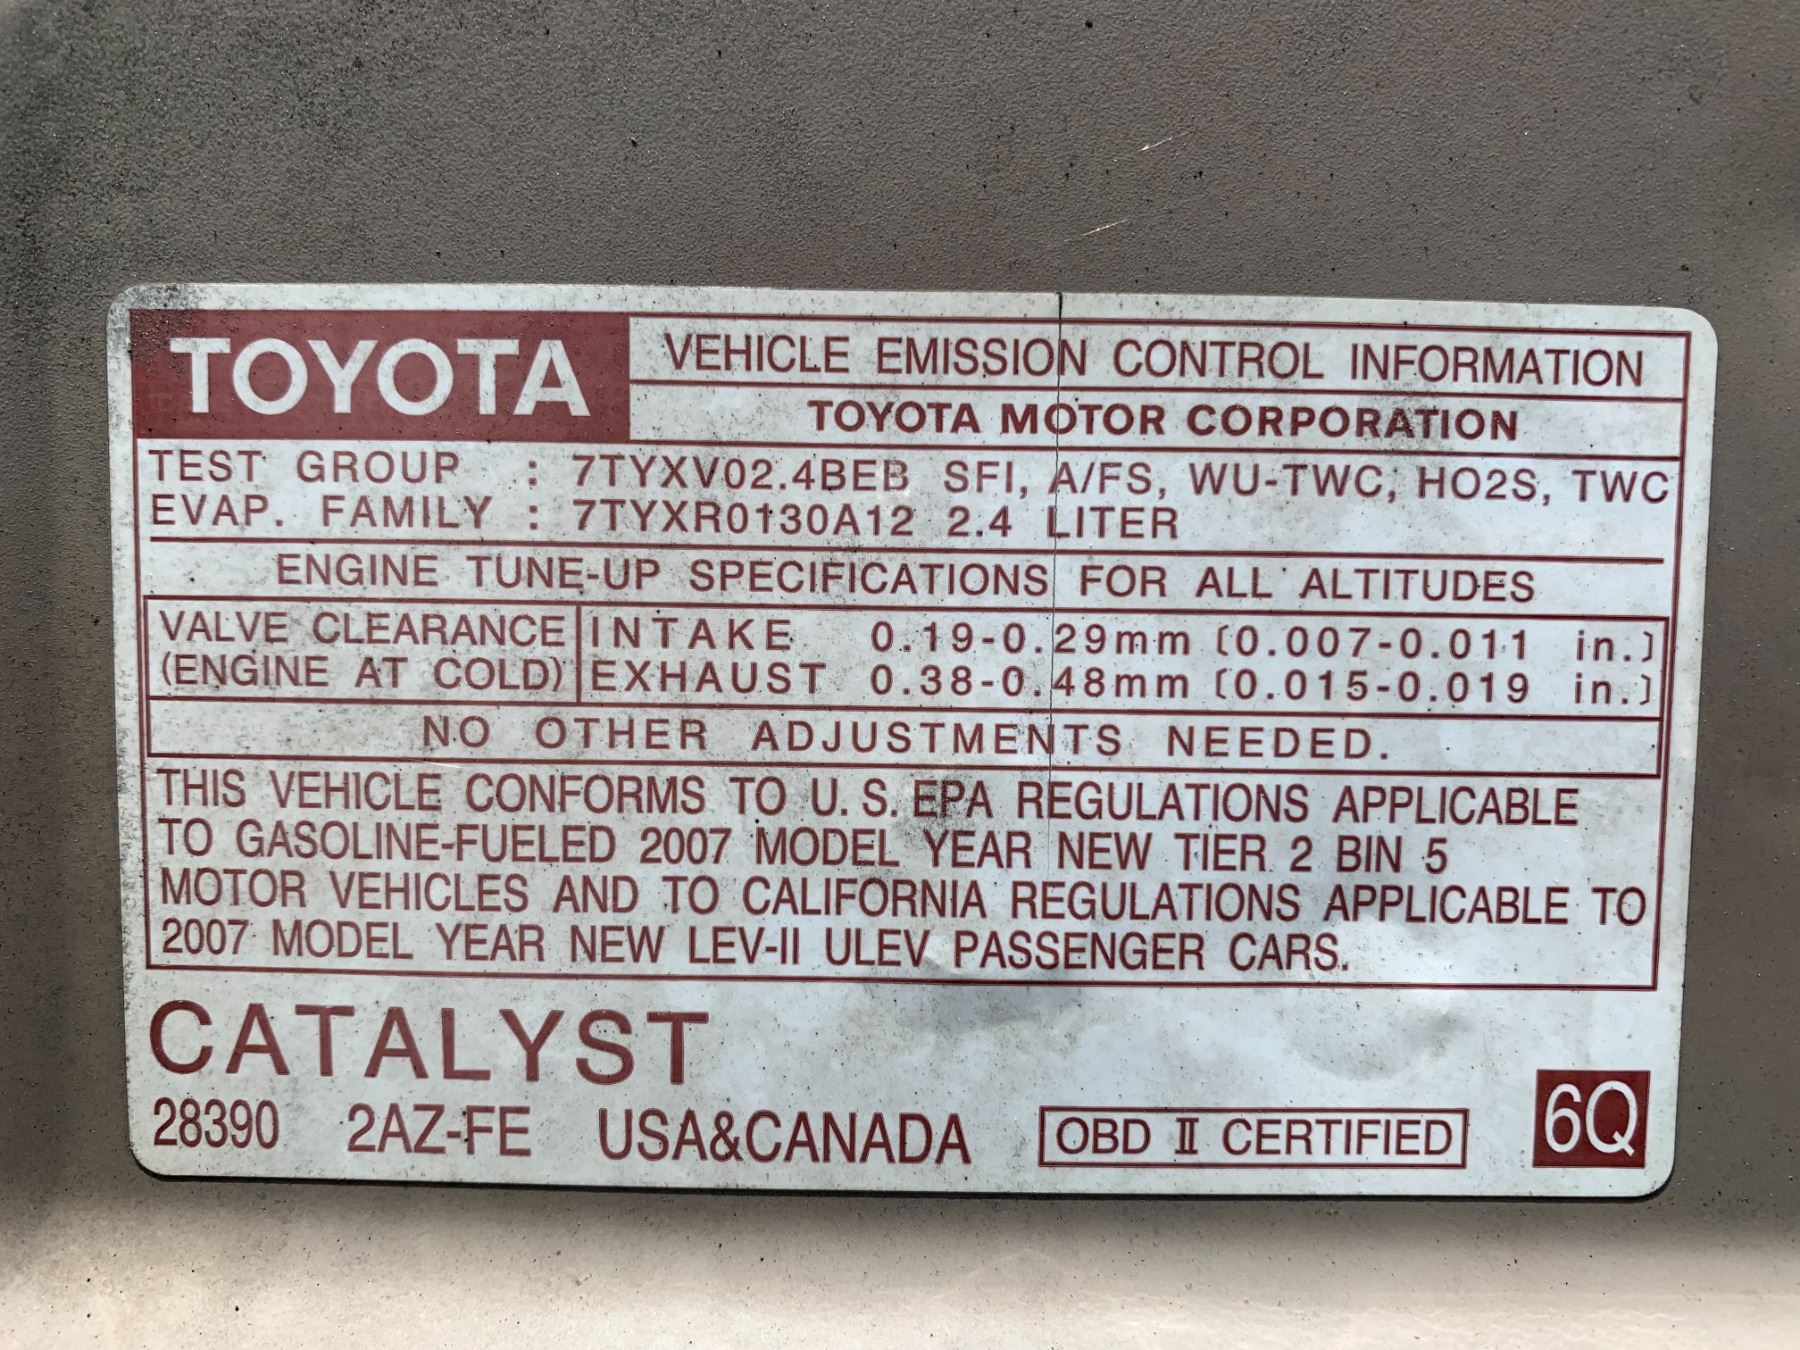 TOYOTA
VEHICLE EMISSION CONTROL INFORMATION
TOYOTA MOTOR CORPORATION
TEST GROUP : 7TYXV02.4BEB SFI, A/FS, WU-TWC, HO2S, TWC
EVAP. FAMILY : 7TYXR0130A12 2.4 LITER
ENGINE TUNE-UP SPECIFICATIONS FOR ALL ALTITUDES
VALVE CLEARANCE INTAKE 0.19-0.29mm (0.007-0.011 in.)
(ENGINE AT COLD) EXHAUST 0.38-0.48mm (0.015-0.019 in.)
NO OTHER ADJUSTMENTS NEEDED.
THIS VEHICLE CONFORMS TO U.S. EPA REGULATIONS APPLICABLE
TO GASOLINE-FUELED 2007 MODEL YEAR NEW TIER 2 BIN 5
MOTOR VEHICLES AND TO CALIFORNIA REGULATIONS APPLICABLE TO
2007 MODEL YEAR NEW LEV-II ULEV PASSENGER CARS.
CATALYST
28390 2AZ-FE USA&CANADA OBD II CERTIFIED 6Q